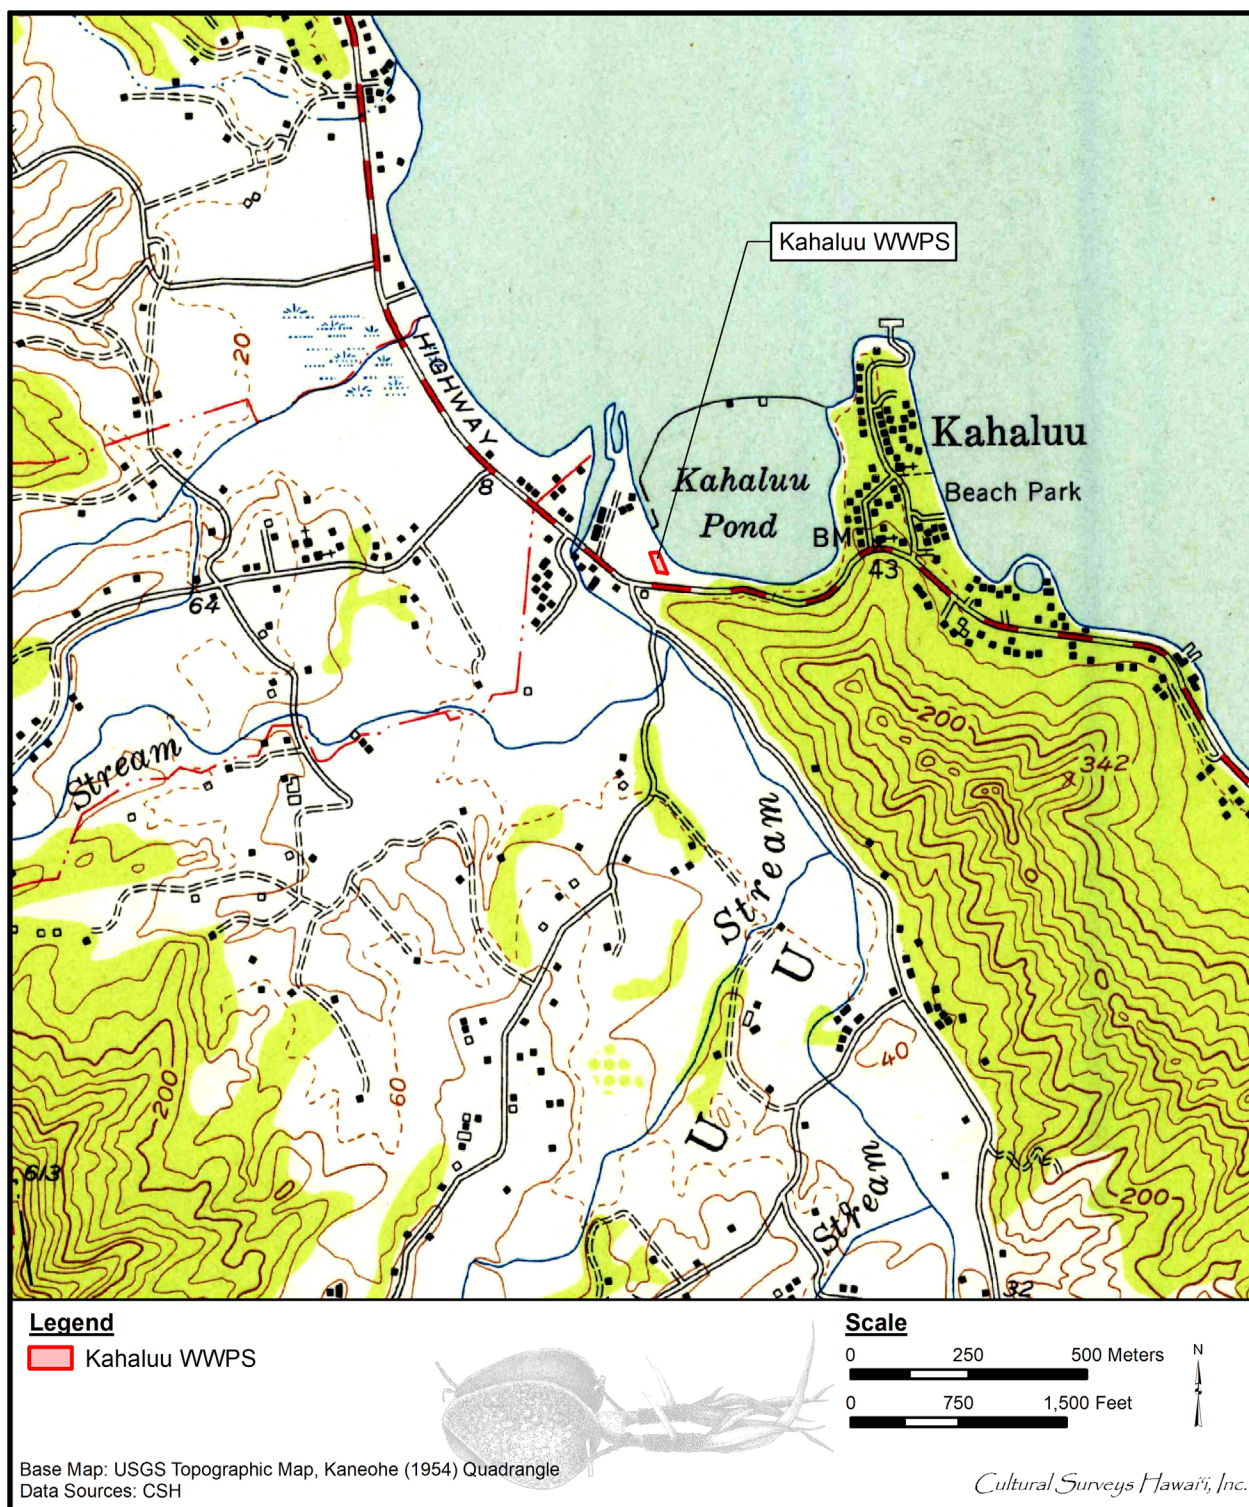 Kahaluu WWPS
HIGHWAY
20
8
Kahaluu
Beach Park
Kahaluu
Pond
BM
43
64
Stream
200
342
Stream
U
U
40
60
200
613
Stream
200
32
Legend
Kahaluu WWPS
Scale
0 250 500 Meters
0 750 1,500 Feet
N
Base Map: USGS Topographic Map, Kaneohe (1954) Quadrangle
Data Sources: CSH
Cultural Surveys Hawai‘i, Inc.